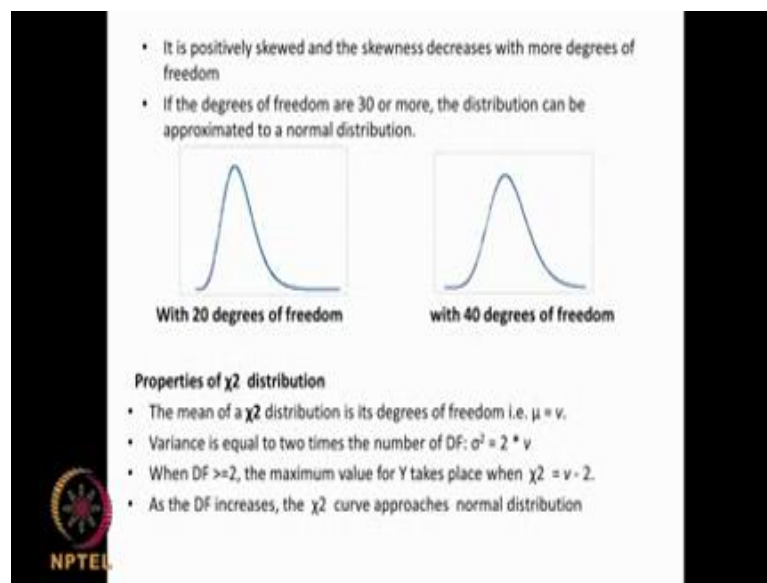 • It is positively skewed and the skewness decreases with more degrees of
freedom
• If the degrees of freedom are 30 or more, the distribution can be
approximated to a normal distribution.
With 20 degrees of freedom
with 40 degrees of freedom
Properties of χ2 distribution
• The mean of a χ2 distribution is its degrees of freedom i.e. μ = v.
• Variance is equal to two times the number of DF: σ² = 2 * v
• When DF >=2, the maximum value for Y takes place when χ2 = v - 2.
• As the DF increases, the χ2 curve approaches normal distribution
NPTEL